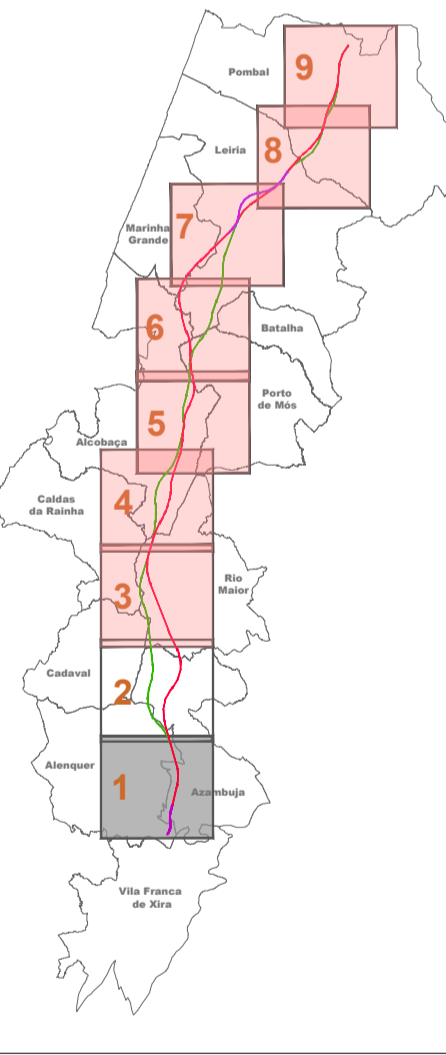 9
Pombal
Leiria
8
7
Marinha
Grande
6
Batalha
Porto
de Mós
5
Alcobaça
4
Caldas
da Rainha
Rio
Maior
3
Cadaval
2
Alenquer
1
Azambuja
Vila Franca
de Xira